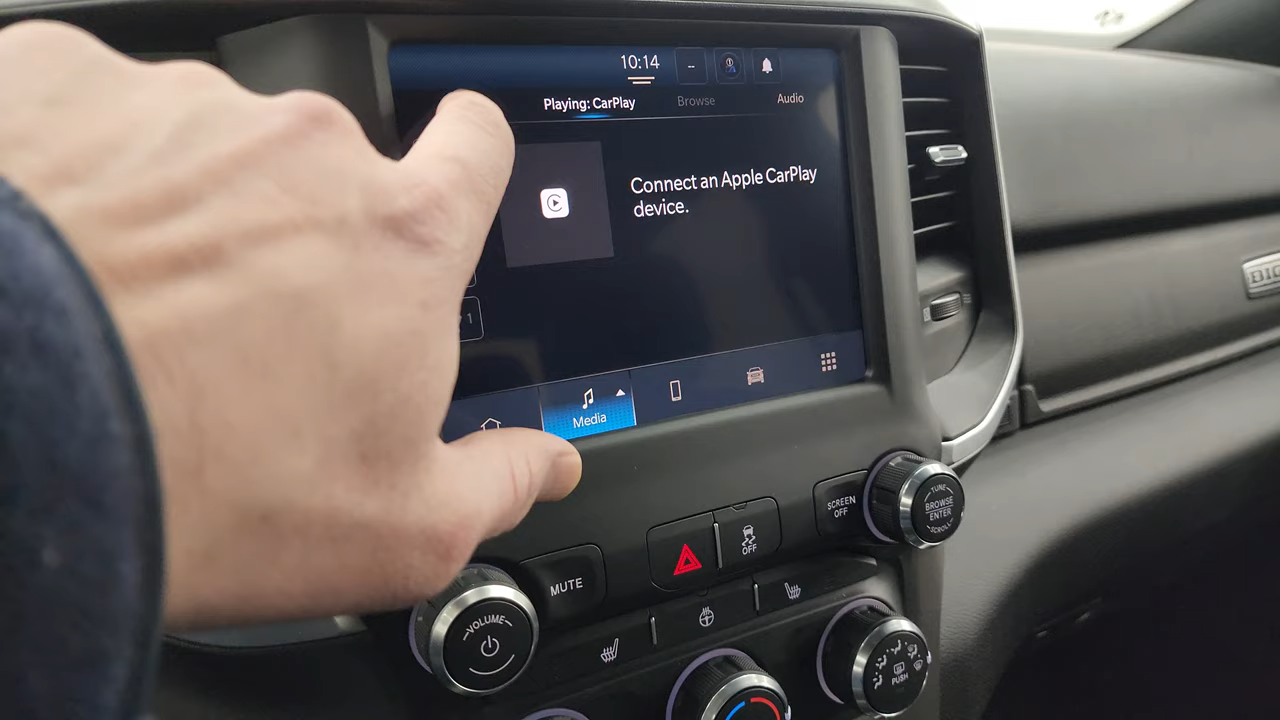 10:14
--
Playing: CarPlay
Browse
Audio
Connect an Apple CarPlay
device.
1
Media
SCREEN
OFF
TUNE
BROWSE
ENTER
SCROLL
OFF
MUTE
VOLUME
PUSH